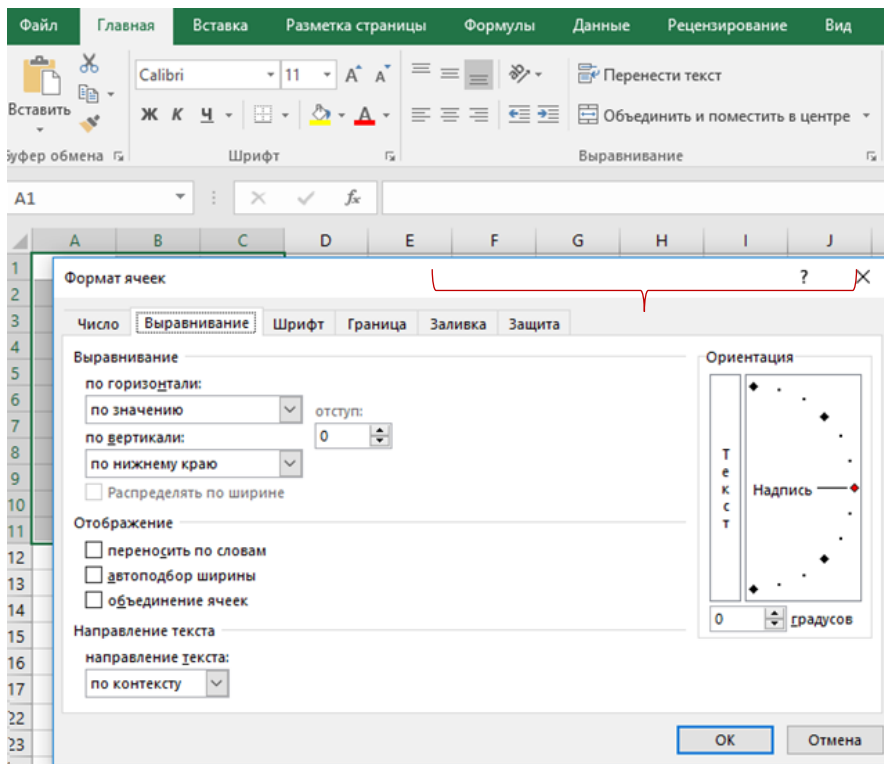 Файл Главная Вставка Разметка страницы Формулы Данные Рецензирование Вид
Calibri 11 A A Перенести текст
Вставить Ж К Ч А Объединить и поместить в центре
Буфер обмена Шрифт Выравнивание
A1 fx
A B C D E F G H I J
1
Формат ячеек ?
2
3
Число Выравнивание Шрифт Граница Заливка Защита
4
Выравнивание Ориентация
5
по горизонтали:
6
по значению отступ:
7
по вертикали: 0
8
по нижнему краю Текст
9
Распределять по ширине Надпись
10
Отображение
11
переносить по словам
12
автоподбор ширины
13
объединение ячеек
14
0 градусов
Направление текста
15
направление текста:
16
по контексту
17
22
ОК Отмена
23